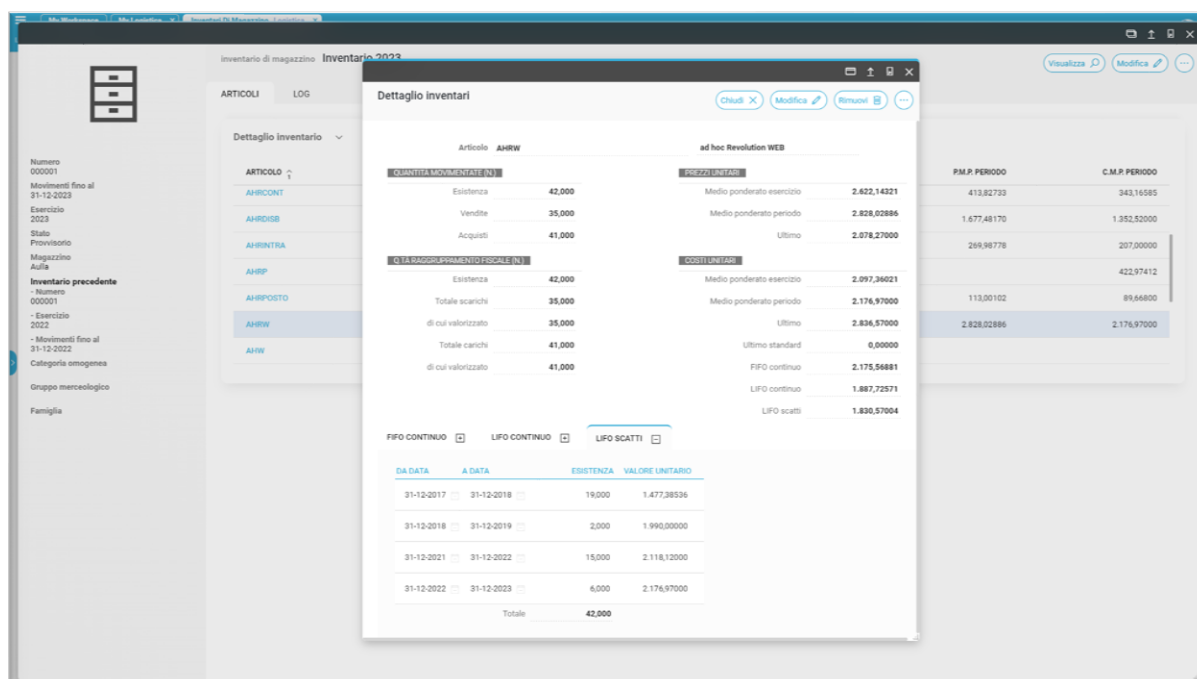 My Workspace My Logistica X Inventari Di Magazzino Logistica X
inventario di magazzino Inventario 2023
Visualizza Modifica ...
ARTICOLI LOG
Dettaglio inventario
Numero
000001
Movimenti fino al
31-12-2023
Esercizio
2023
Stato
Provvisorio
Magazzino
Aulla
Inventario precedente
- Numero
000001
- Esercizio
2022
- Movimenti fino al
31-12-2022
Categoria omogenea
Gruppo merceologico
Famiglia
ARTICOLO 1 P.M.P. PERIODO C.M.P. PERIODO
AHRCONT 413,82733 343,16585
AHRDISB 1.677,48170 1.352,52000
AHRINTRA 269,98778 207,00000
AHRP 422,97412
AHRPOSTO 113,00102 89,66800
AHRW 2.828,02886 2.176,97000
AHW
Dettaglio inventari
Chiudi X Modifica Rimuovi ...
Articolo AHRW ad hoc Revolution WEB
QUANTITÀ MOVIMENTATE (N.) PREZZI UNITARI
Esistenza 42,000 Medio ponderato esercizio 2.622,14321
Vendite 35,000 Medio ponderato periodo 2.828,02886
Acquisti 41,000 Ultimo 2.078,27000
Q.TÀ RAGGRUPPAMENTO FISCALE (N.) COSTI UNITARI
Esistenza 42,000 Medio ponderato esercizio 2.097,36021
Totale scarichi 35,000 Medio ponderato periodo 2.176,97000
di cui valorizzato 35,000 Ultimo 2.836,57000
Totale carichi 41,000 Ultimo standard 0,00000
di cui valorizzato 41,000 FIFO continuo 2.175,56881
LIFO continuo 1.887,72571
LIFO scatti 1.830,57004
FIFO CONTINUO + LIFO CONTINUO + LIFO SCATTI −
DA DATA A DATA ESISTENZA VALORE UNITARIO
31-12-2017 31-12-2018 19,000 1.477,38536
31-12-2018 31-12-2019 2,000 1.990,00000
31-12-2021 31-12-2022 15,000 2.118,12000
31-12-2022 31-12-2023 6,000 2.176,97000
Totale 42,000